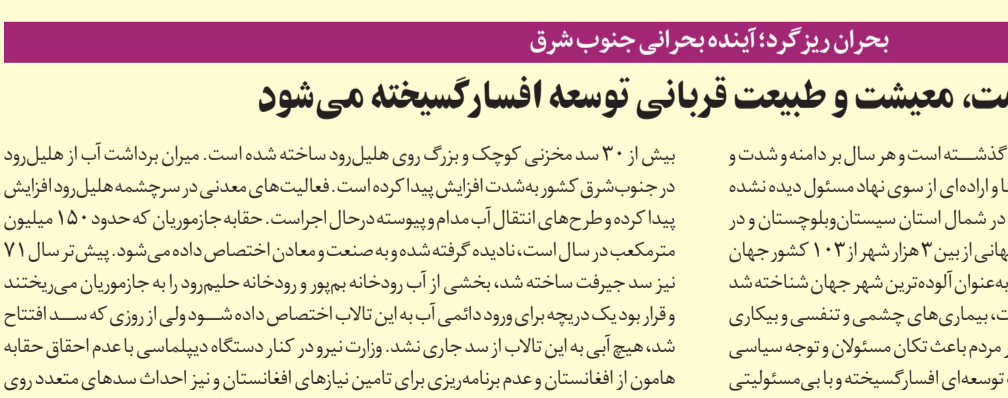 بحران ریزگرد؛ آینده بحرانی جنوب شرق
معیشت و طبیعت قربانی توسعه افسارگسیخته می‌شود
گذشته است و هر سال بر دامنه و شدت و
و اراده‌ای از سوی نهاد مسئول دیده نشده
در شمال استان سیستان‌وبلوچستان و در
از بین ۳ هزار شهر از ۱۰۳ کشور جهان
به‌عنوان آلوده‌ترین شهر جهان شناخته شد
بیماری‌های چشمی و تنفسی و بیکاری
مردم باعث تکان مسئولان و توجه سیاسی
توسعه‌ای افسارگسیخته و با بی‌مسئولیتی
بیش از ۳۰ سد مخزنی کوچک و بزرگ روی هلیل‌رود ساخته شده است. میزان برداشت آب از هلیل‌رود
در جنوب‌شرق کشور به‌شدت افزایش پیدا کرده است. فعالیت‌های معدنی در سرچشمه هلیل‌رود افزایش
پیدا کرده و طرح‌های انتقال آب مدام و پیوسته درحال اجراست. حقابه جازموریان که حدود ۱۵۰ میلیون
مترمکعب در سال است، نادیده گرفته شده و به صنعت و معادن اختصاص داده می‌شود. پیش‌تر سال ۷۱
نیز سد جیرفت ساخته شد، بخشی از آب رودخانه بم‌پور و رودخانه حلیم‌رود را به جازموریان می‌ریختند
و قرار بود یک دریچه برای ورود دائمی آب به این تالاب اختصاص داده شود ولی از روزی که سد افتتاح
شد، هیچ آبی به این تالاب از سد جاری نشد. وزارت نیرو در کنار دستگاه دیپلماسی با عدم احقاق حقابه
هامون از افغانستان و عدم برنامه‌ریزی برای تامین نیازهای افغانستان و نیز احداث سدهای متعدد روی